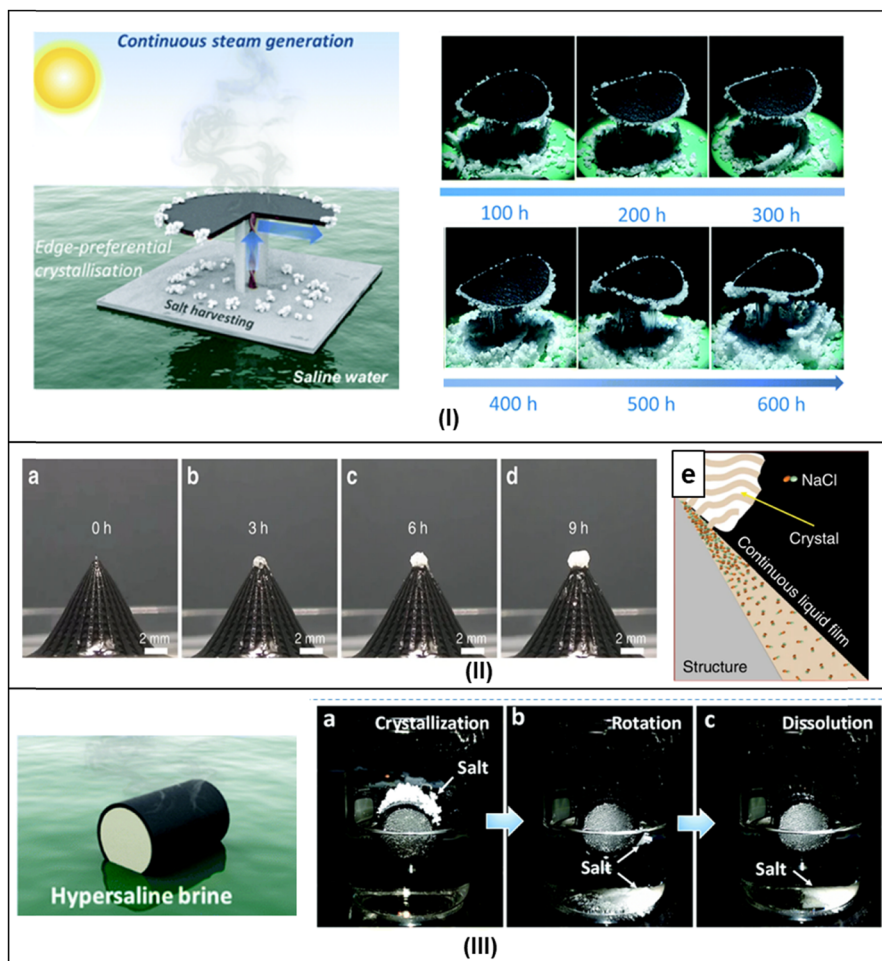 Continuous steam generation
Edge-preferential
crystallisation
Salt harvesting
Saline water
100 h
200 h
300 h
400 h
500 h
600 h
(I)
a
b
c
d
0 h
3 h
6 h
9 h
2 mm
2 mm
2 mm
2 mm
(II)
e
NaCl
Crystal
Continuous liquid film
Structure
Hypersaline brine
a
Crystallization
Salt
b
Rotation
Salt
c
Dissolution
Salt
(III)